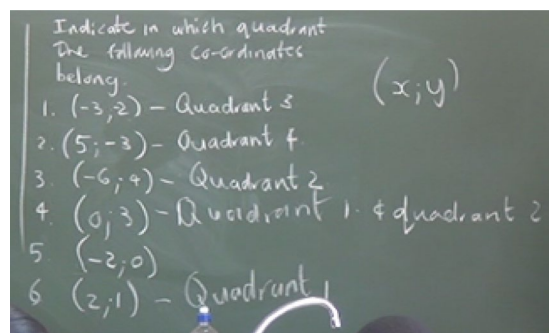 Indicate in which quadrant
The following co-ordinates
belong.
(x;y)
1. (-3;-2) - Quadrant 3
2. (5;-3) - Quadrant 4
3. (-6;4) - Quadrant 2
4. (0;3) - Quadrant 1. & quadrant 2
5 (-2;0)
6 (2;1) - Quadrant 1